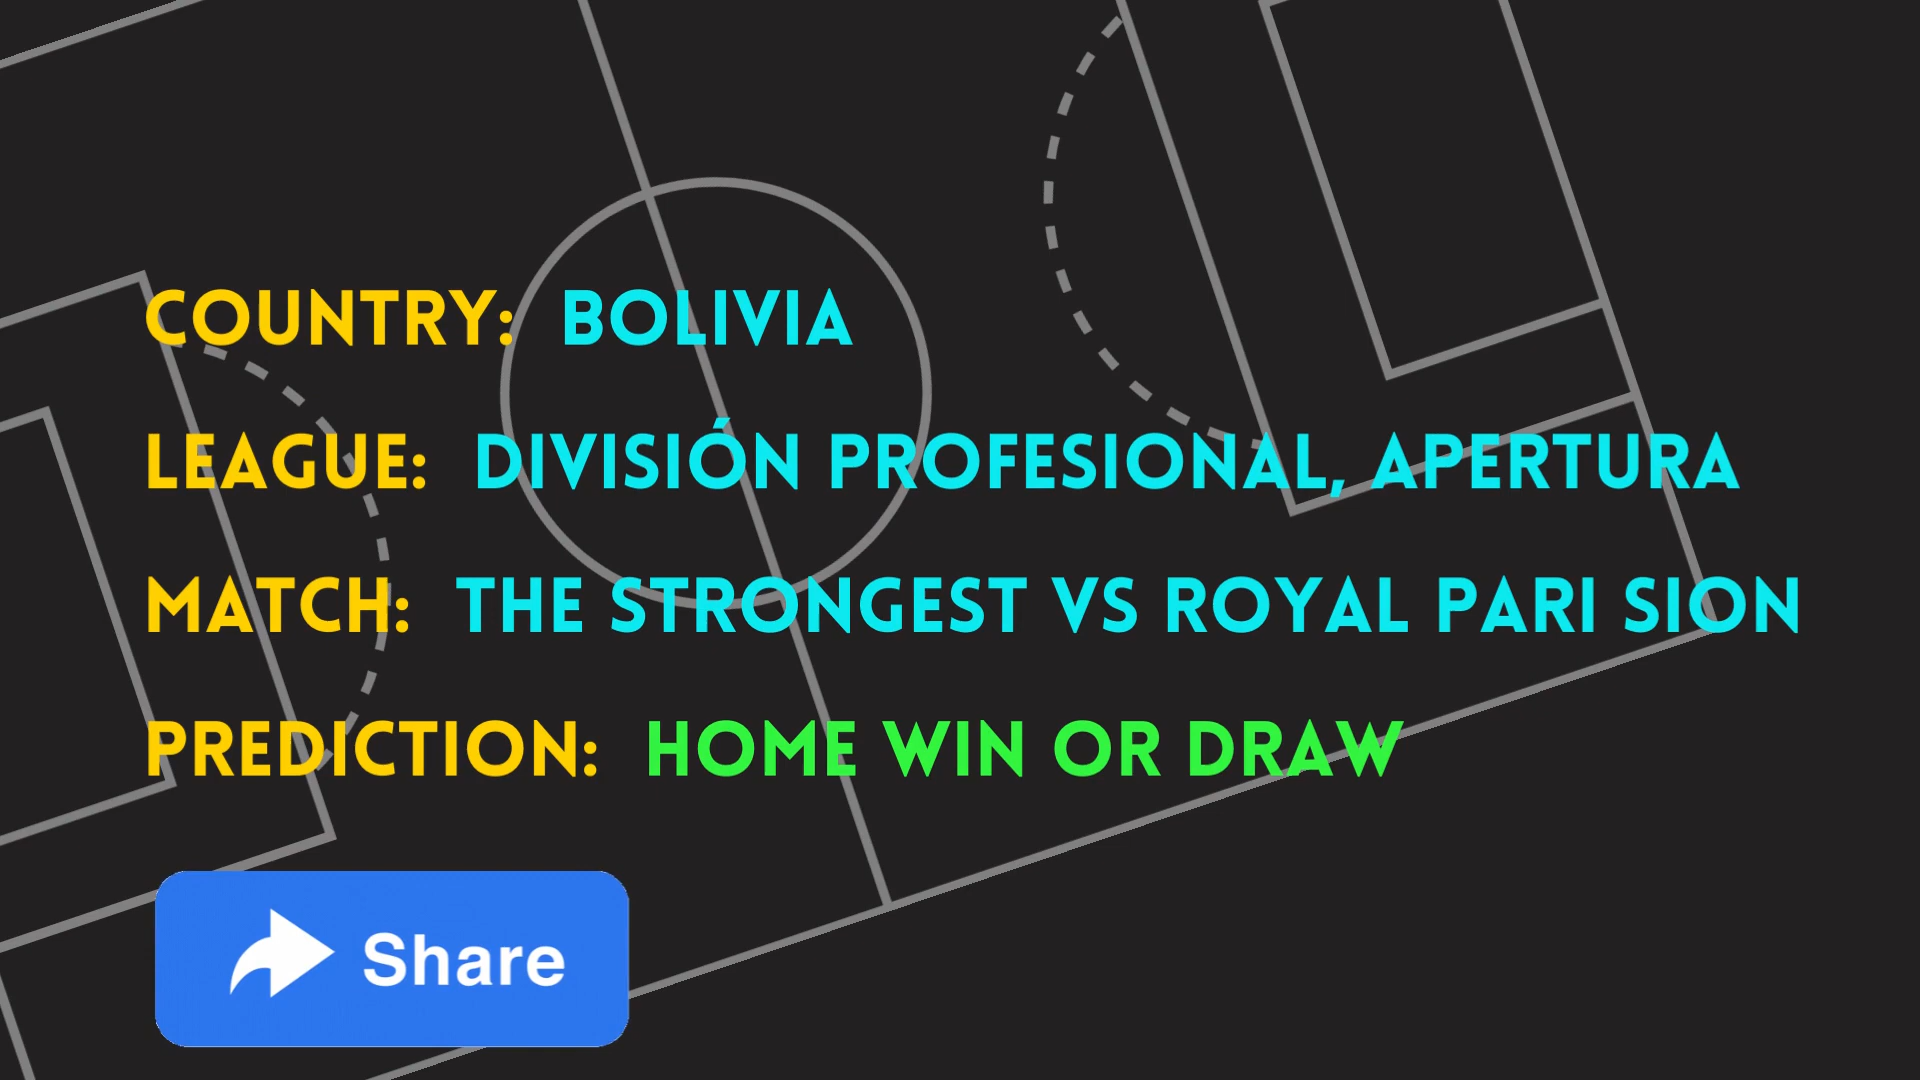 COUNTRY: BOLIVIA
LEAGUE: DIVISIÓN PROFESIONAL, APERTURA
MATCH: THE STRONGEST VS ROYAL PARI SION
PREDICTION: HOME WIN OR DRAW
Share